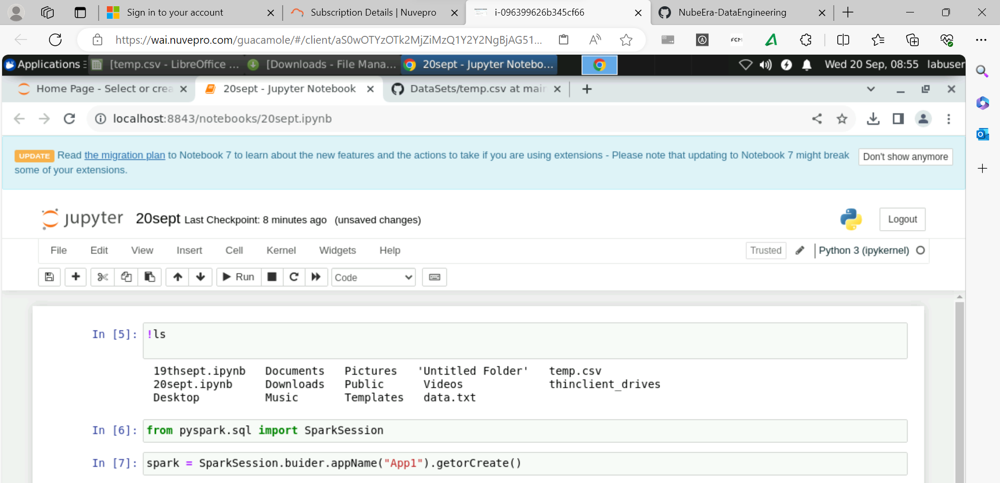 Sign in to your account
Subscription Details | Nuvepro
i-096399626b345cf66
NubeEra-DataEngineering
https://wai.nuvepro.com/guacamole/#/client/aS0wOTYzOTk2MjZiMzQ1Y2Y2NgBjAG51...
FCM
Applications
[temp.csv - LibreOffice ...
[Downloads - File Mana...
20sept - Jupyter Notebo...
Wed 20 Sep, 08:55 labuser
Home Page - Select or crea
20sept - Jupyter Notebook
DataSets/temp.csv at main
localhost:8843/notebooks/20sept.ipynb
UPDATE Read the migration plan to Notebook 7 to learn about the new features and the actions to take if you are using extensions - Please note that updating to Notebook 7 might break
some of your extensions.
Don't show anymore
jupyter 20sept Last Checkpoint: 8 minutes ago (unsaved changes)
Logout
File Edit View Insert Cell Kernel Widgets Help
Trusted
Python 3 (ipykernel)
Run
Code
In [5]: !ls
19thsept.ipynb Documents Pictures 'Untitled Folder' temp.csv
20sept.ipynb Downloads Public Videos thinclient_drives
Desktop Music Templates data.txt
In [6]: from pyspark.sql import SparkSession
In [7]: spark = SparkSession.buider.appName("App1").getorCreate()